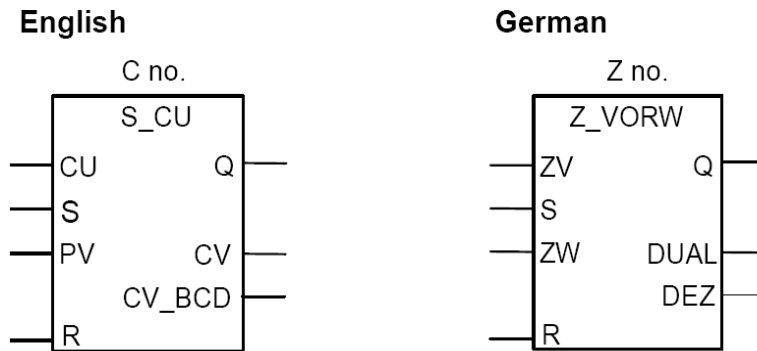 English
C no.
S_CU
CU Q
S
PV CV
CV_BCD
R
German
Z no.
Z_VORW
ZV Q
S
ZW DUAL
DEZ
R